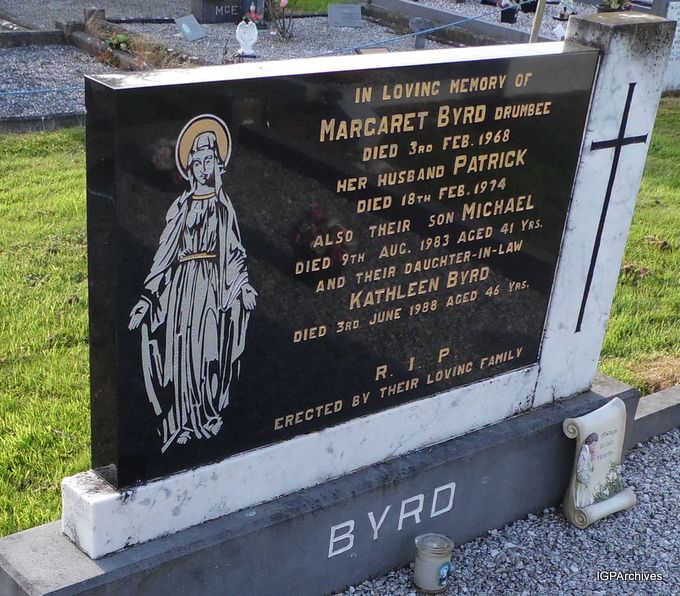 IN LOVING MEMORY OF
MARGARET BYRD DRUMBEE
DIED 3RD FEB. 1968
HER HUSBAND PATRICK
DIED 18TH FEB. 1974
ALSO THEIR SON MICHAEL
DIED 9TH AUG. 1983 AGED 41 YRS.
AND THEIR DAUGHTER-IN-LAW
KATHLEEN BYRD
DIED 3RD JUNE 1988 AGED 46 YRS.
R. I. P.
ERECTED BY THEIR LOVING FAMILY
BYRD
IGPArchives